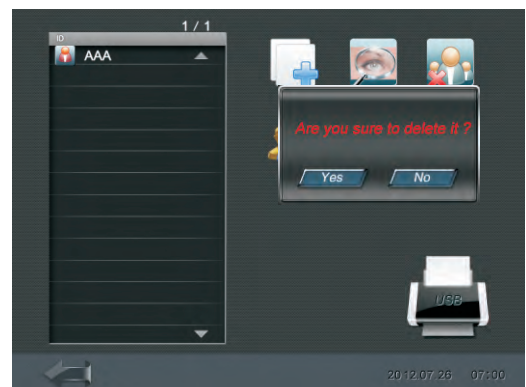 1 / 1
ID
AAA
Are you sure to delete it ?
Yes
No
USB
2012 07 26 07:00